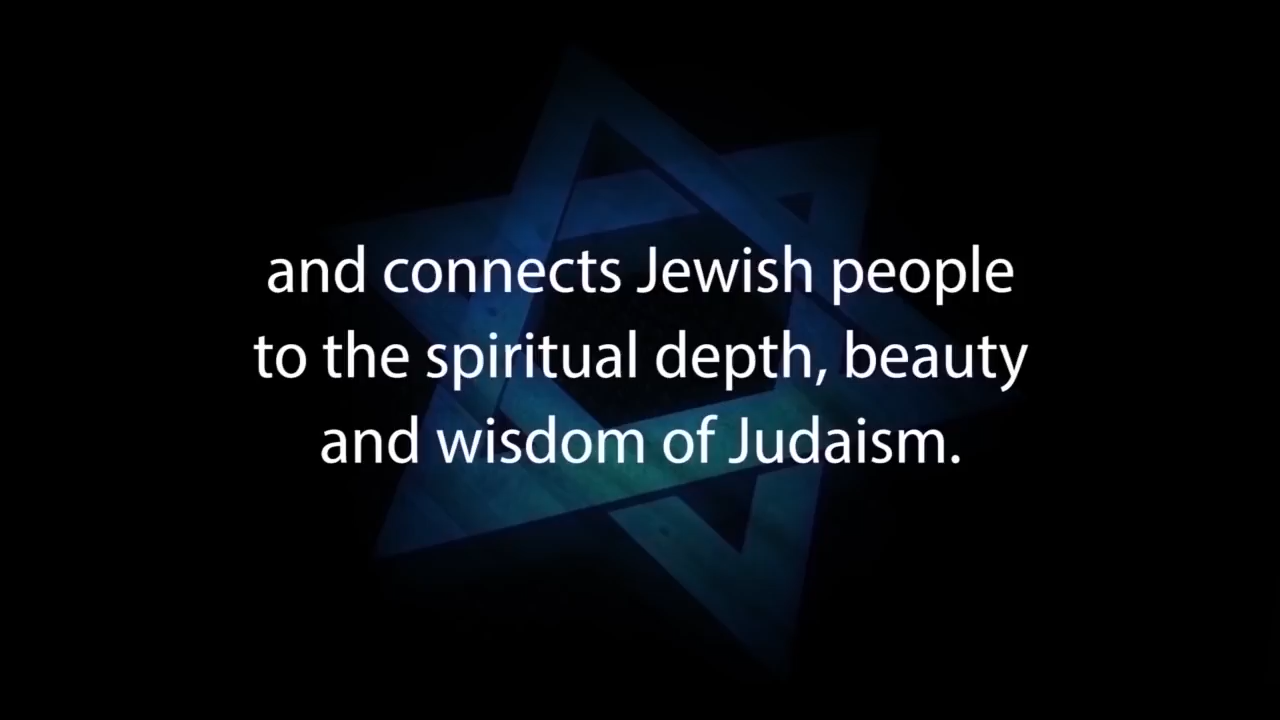 and connects Jewish people
to the spiritual depth, beauty
and wisdom of Judaism.